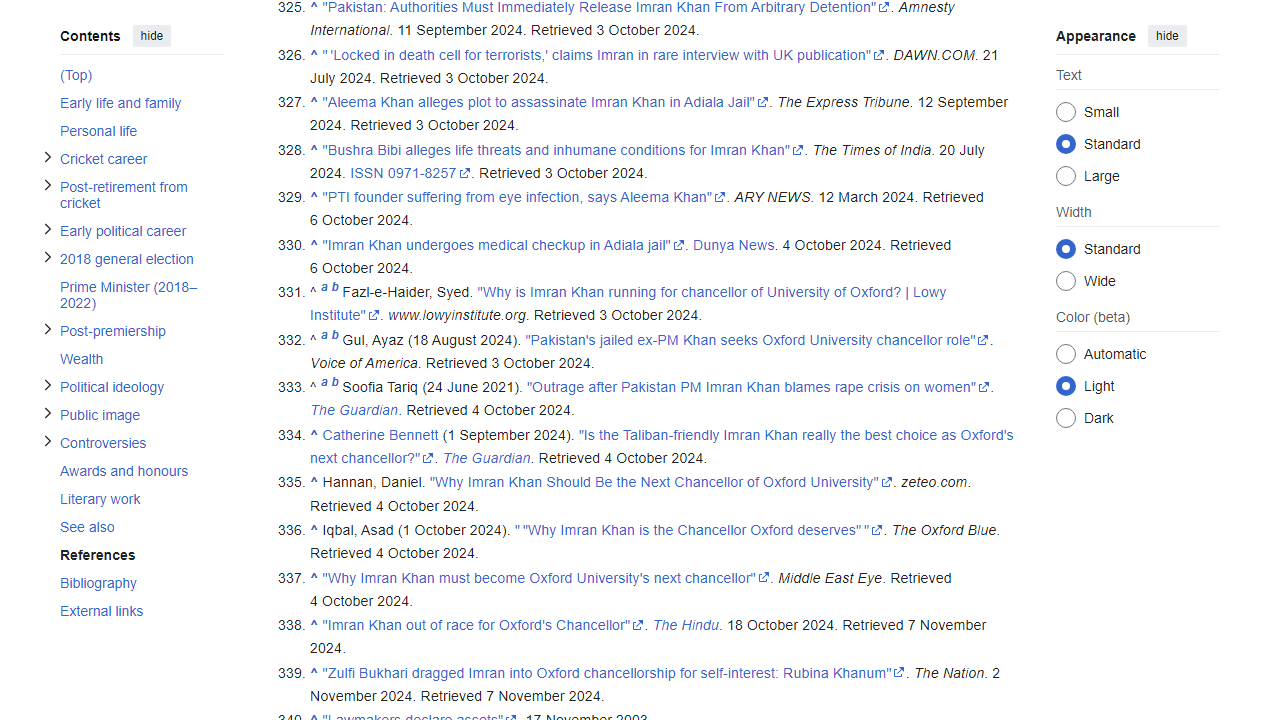 Contents hide
(Top)
Early life and family
Personal life
Cricket career
Post-retirement from
cricket
Early political career
2018 general election
Prime Minister (2018–
2022)
Post-premiership
Wealth
Political ideology
Public image
Controversies
Awards and honours
Literary work
See also
References
Bibliography
External links
325. ^ "Pakistan: Authorities Must Immediately Release Imran Khan From Arbitrary Detention". Amnesty
International. 11 September 2024. Retrieved 3 October 2024.
326. ^ " 'Locked in death cell for terrorists,' claims Imran in rare interview with UK publication". DAWN.COM. 21
July 2024. Retrieved 3 October 2024.
327. ^ "Aleema Khan alleges plot to assassinate Imran Khan in Adiala Jail". The Express Tribune. 12 September
2024. Retrieved 3 October 2024.
328. ^ "Bushra Bibi alleges life threats and inhumane conditions for Imran Khan". The Times of India. 20 July
2024. ISSN 0971-8257. Retrieved 3 October 2024.
329. ^ "PTI founder suffering from eye infection, says Aleema Khan". ARY NEWS. 12 March 2024. Retrieved
6 October 2024.
330. ^ "Imran Khan undergoes medical checkup in Adiala jail". Dunya News. 4 October 2024. Retrieved
6 October 2024.
331. ^ a b Fazl-e-Haider, Syed. "Why is Imran Khan running for chancellor of University of Oxford? | Lowy
Institute". www.lowyinstitute.org. Retrieved 3 October 2024.
332. ^ a b Gul, Ayaz (18 August 2024). "Pakistan's jailed ex-PM Khan seeks Oxford University chancellor role".
Voice of America. Retrieved 3 October 2024.
333. ^ a b Soofia Tariq (24 June 2021). "Outrage after Pakistan PM Imran Khan blames rape crisis on women".
The Guardian. Retrieved 4 October 2024.
334. ^ Catherine Bennett (1 September 2024). "Is the Taliban-friendly Imran Khan really the best choice as Oxford's
next chancellor?". The Guardian. Retrieved 4 October 2024.
335. ^ Hannan, Daniel. "Why Imran Khan Should Be the Next Chancellor of Oxford University". zeteo.com.
Retrieved 4 October 2024.
336. ^ Iqbal, Asad (1 October 2024). " "Why Imran Khan is the Chancellor Oxford deserves" ". The Oxford Blue.
Retrieved 4 October 2024.
337. ^ "Why Imran Khan must become Oxford University's next chancellor". Middle East Eye. Retrieved
4 October 2024.
338. ^ "Imran Khan out of race for Oxford's Chancellor". The Hindu. 18 October 2024. Retrieved 7 November
2024.
339. ^ "Zulfi Bukhari dragged Imran into Oxford chancellorship for self-interest: Rubina Khanum". The Nation. 2
November 2024. Retrieved 7 November 2024.
340. ^ "Lawmakers declare assets". 17 November 2003.
Appearance hide
Text
Small
Standard
Large
Width
Standard
Wide
Color (beta)
Automatic
Light
Dark